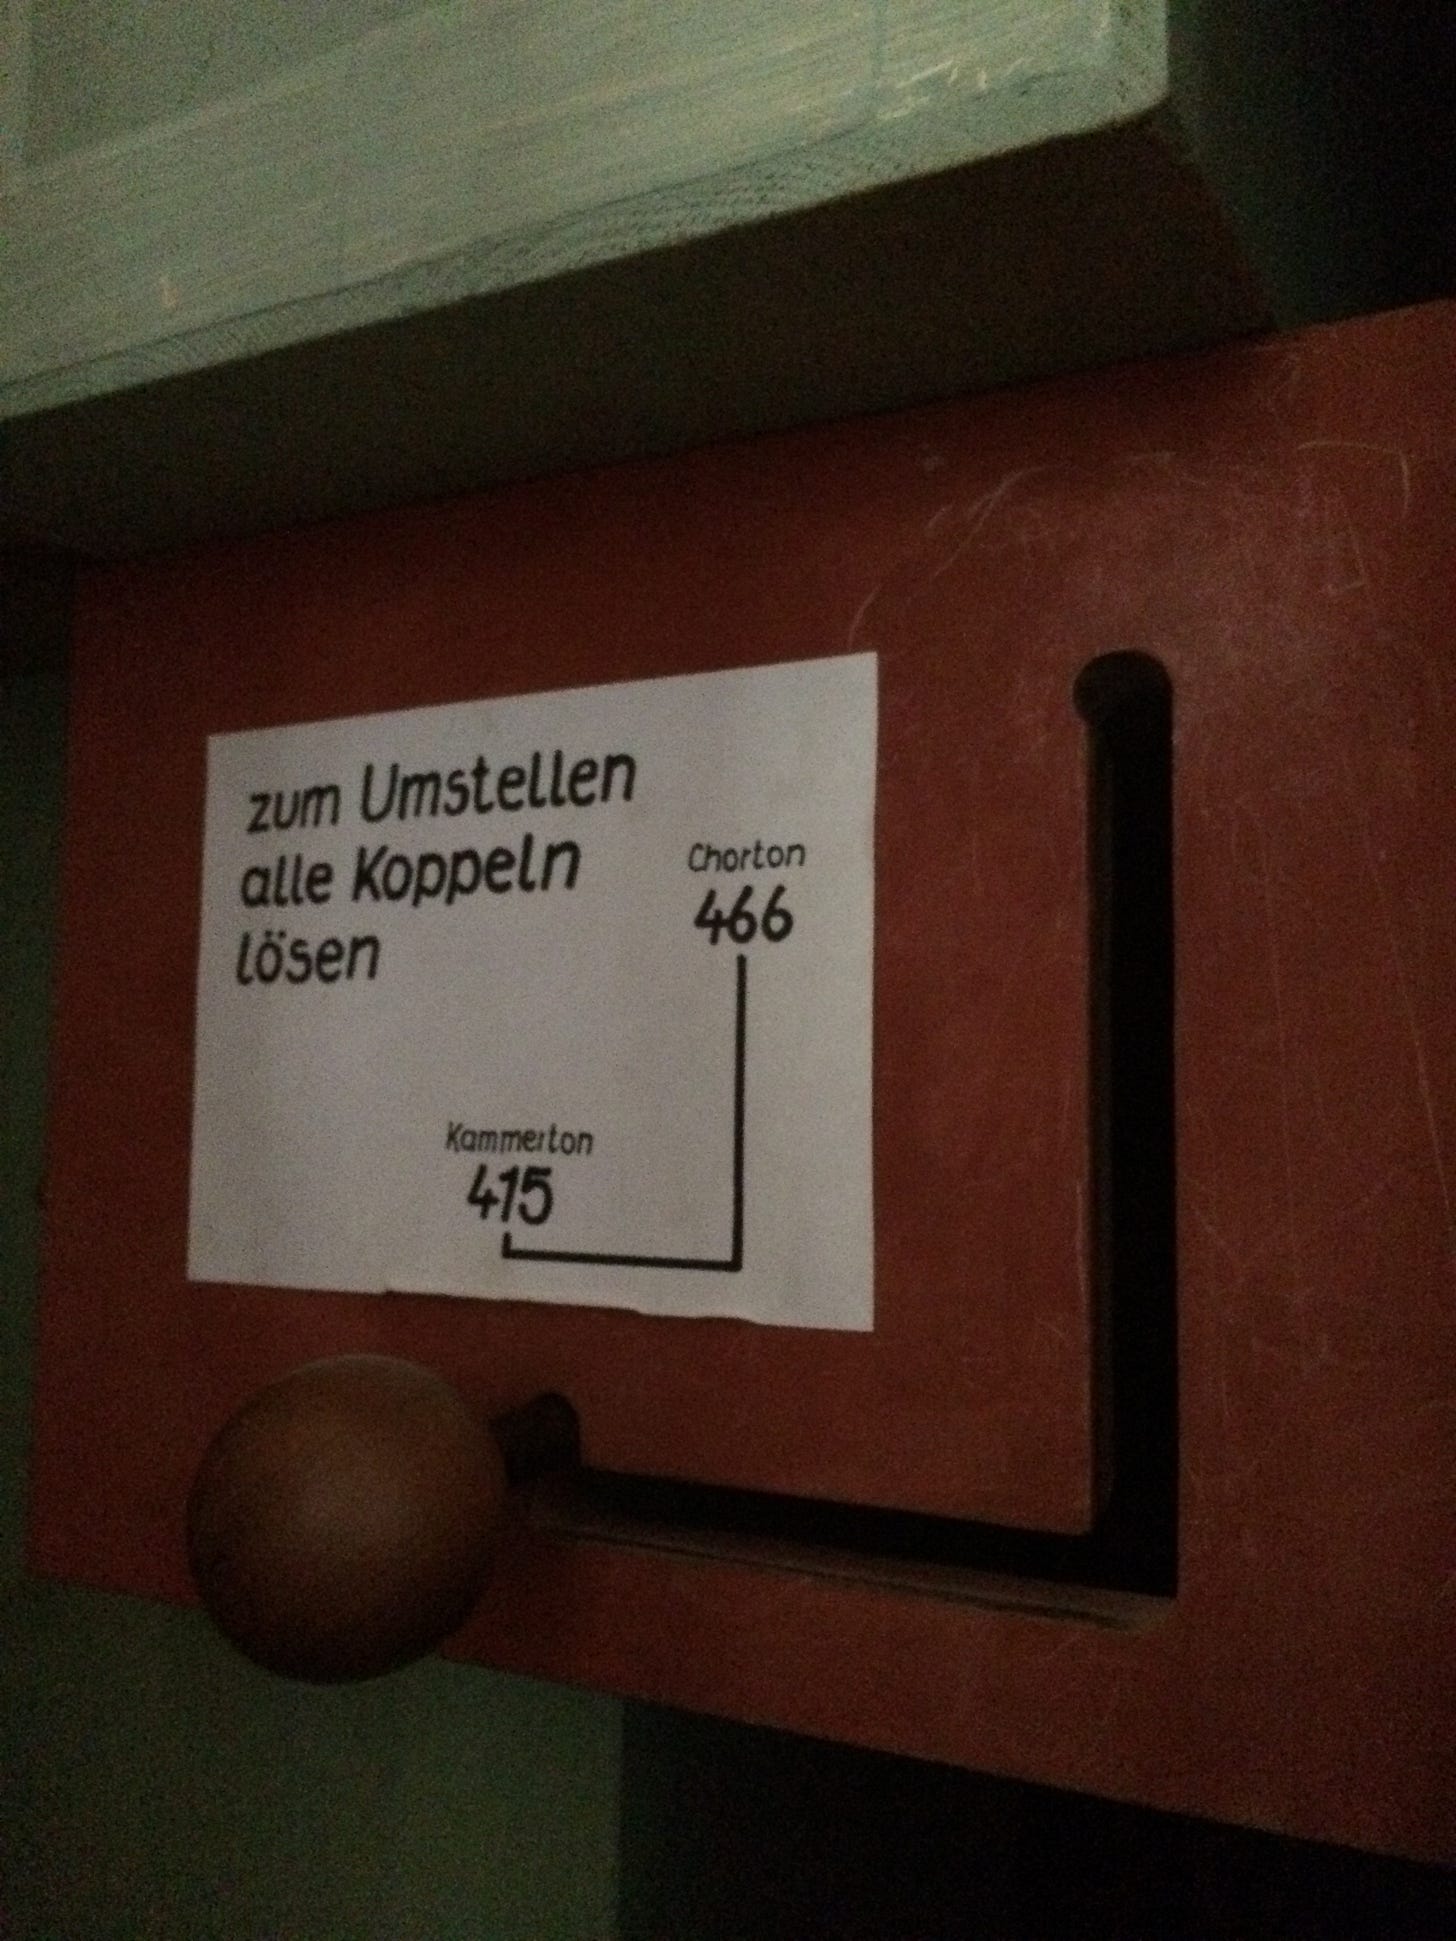 zum Umstellen
alle Koppeln
lösen
Chorton
466
Kammerton
415